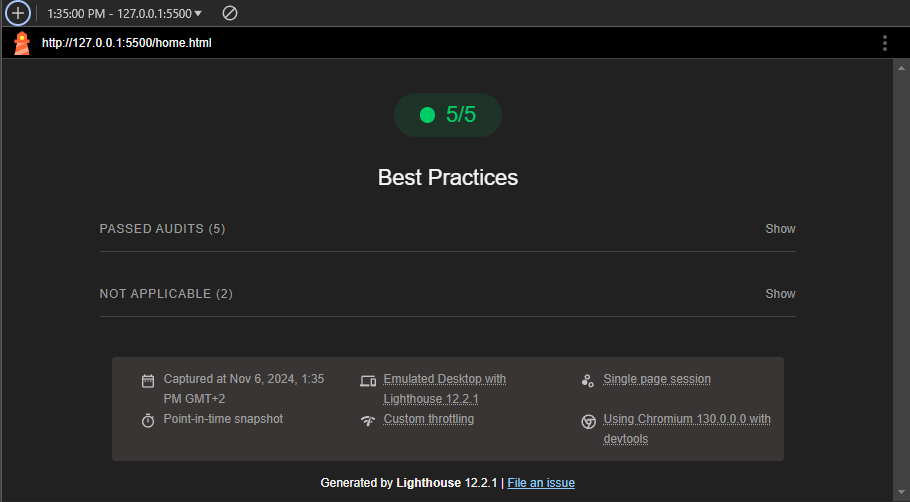 1:35:00 PM - 127.0.0.1:5500
http://127.0.0.1:5500/home.html
5/5
Best Practices
PASSED AUDITS (5) Show
NOT APPLICABLE (2) Show
Captured at Nov 6, 2024, 1:35
PM GMT+2
Emulated Desktop with
Lighthouse 12.2.1
Single page session
Point-in-time snapshot
Custom throttling
Using Chromium 130.0.0.0 with
devtools
Generated by Lighthouse 12.2.1 | File an issue